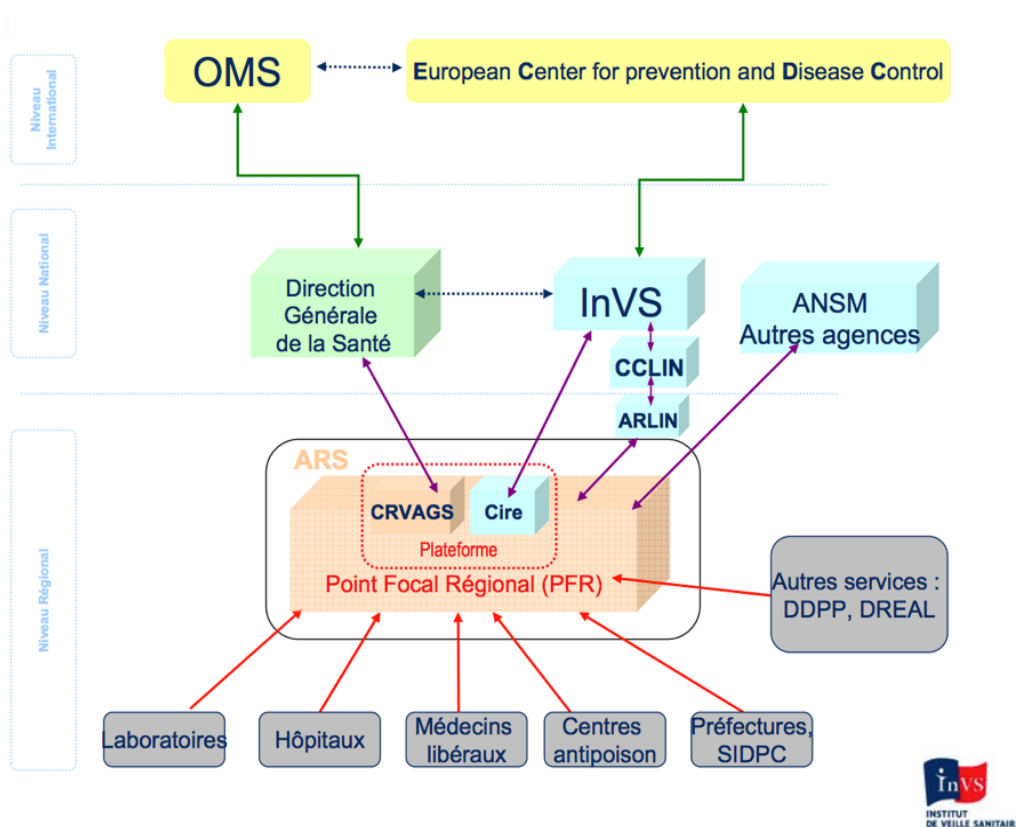 Niveau
International
OMS
European Center for prevention and Disease Control
Niveau National
Direction
Générale
de la Santé
InVS
CCLIN
ARLIN
ANSM
Autres agences
Niveau Régional
ARS
CRVAGS
Cire
Plateforme
Point Focal Régional (PFR)
Autres services :
DDPP, DREAL
Laboratoires
Hôpitaux
Médecins
libéraux
Centres
antipoison
Préfectures,
SIDPC
InVS
INSTITUT
DE VEILLE SANITAIR